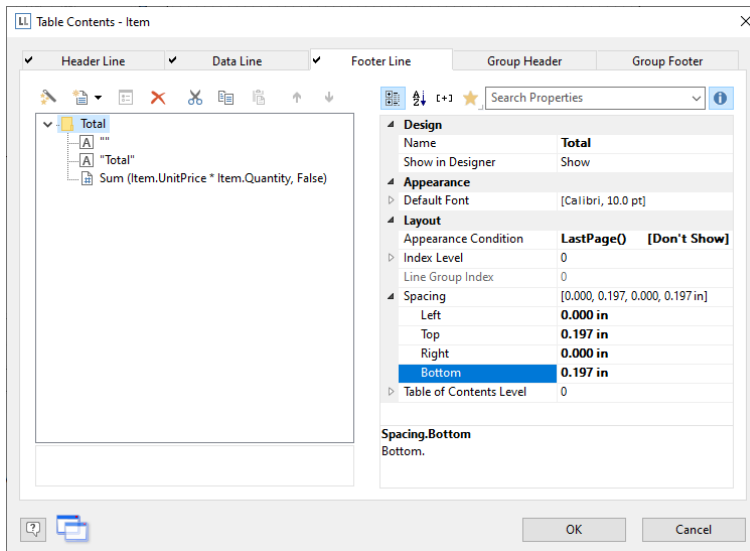 LL Table Contents - Item
Header Line
Data Line
Footer Line
Group Header
Group Footer
Search Properties
Total
""
"Total"
Sum (Item.UnitPrice * Item.Quantity, False)
Design
Name Total
Show in Designer Show
Appearance
Default Font [Calibri, 10.0 pt]
Layout
Appearance Condition LastPage() [Don't Show]
Index Level 0
Line Group Index 0
Spacing [0.000, 0.197, 0.000, 0.197 in]
Left 0.000 in
Top 0.197 in
Right 0.000 in
Bottom 0.197 in
Table of Contents Level 0
Spacing.Bottom
Bottom.
OK
Cancel